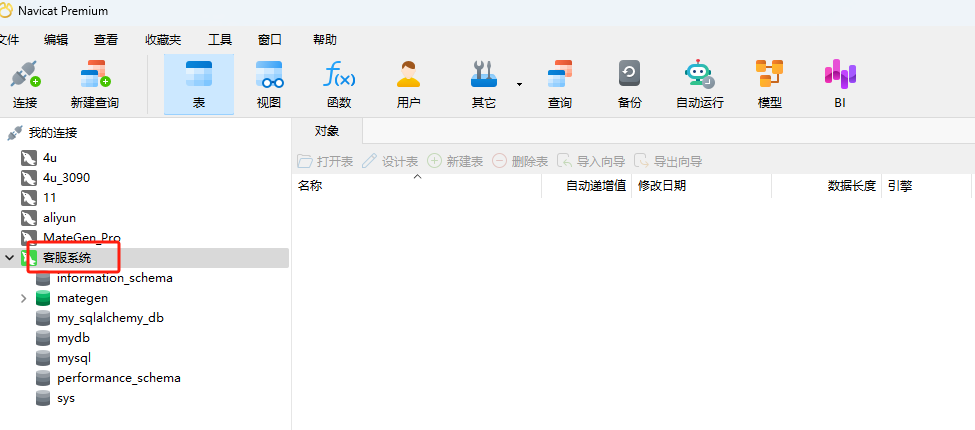 Navicat Premium
文件 编辑 查看 收藏夹 工具 窗口 帮助
连接 新建查询 表 视图 函数 用户 其它 查询 备份 自动运行 模型 BI
f(x)
我的连接
对象
4u
4u_3090
11
aliyun
MateGen_Pro
客服系统
information_schema
mategen
my_sqlalchemy_db
mydb
mysql
performance_schema
sys
打开表 设计表 新建表 删除表 导入向导 导出向导
名称 自动递增值 修改日期 数据长度 引擎